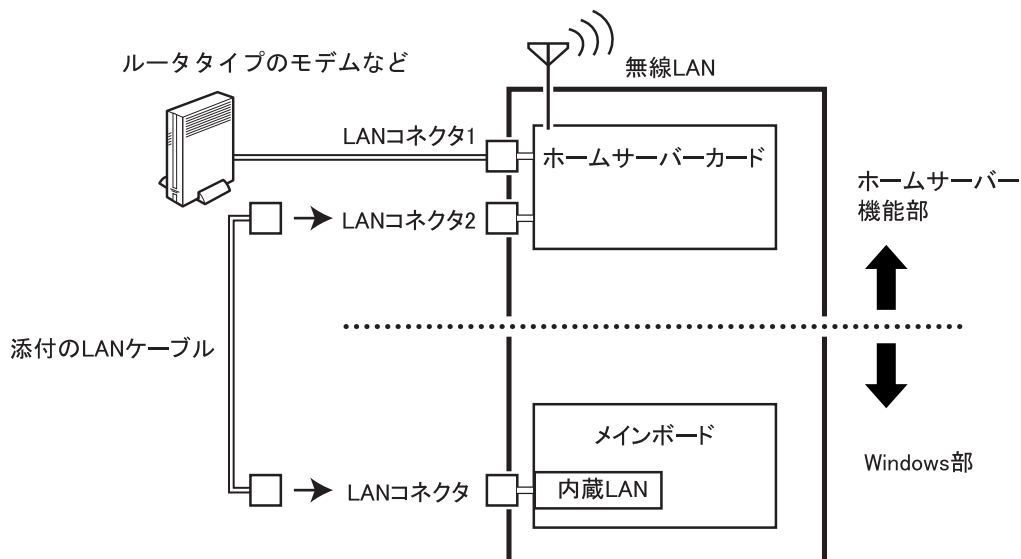 ルータタイプのモデムなど
無線LAN
LANコネクタ1
ホームサーバーカード
ホームサーバー
機能部
LANコネクタ2
添付のLANケーブル
メインボード
Windows部
LANコネクタ
内蔵LAN